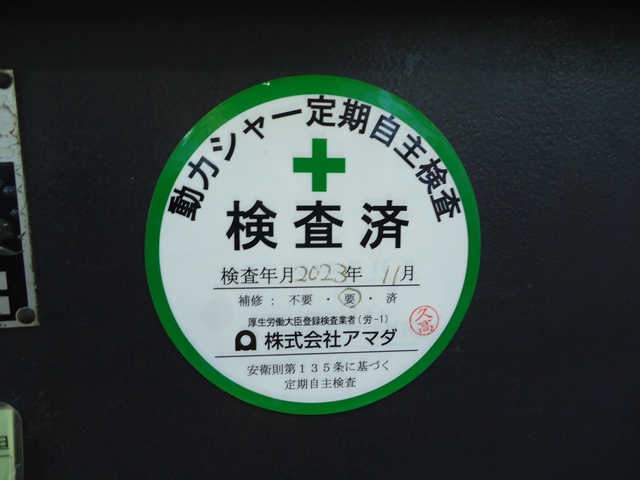 動力シャー定期自主検査
検査済
検査年月2023年 11月
補修：不要・要・済
厚生労働大臣登録検査業者(労-1)
株式会社アマダ
久高
安衛則第１３５条に基づく
定期自主検査